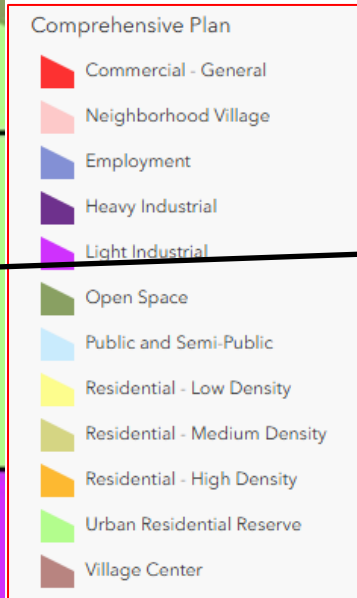 Comprehensive Plan
Commercial - General
Neighborhood Village
Employment
Heavy Industrial
Light Industrial
Open Space
Public and Semi-Public
Residential - Low Density
Residential - Medium Density
Residential - High Density
Urban Residential Reserve
Village Center